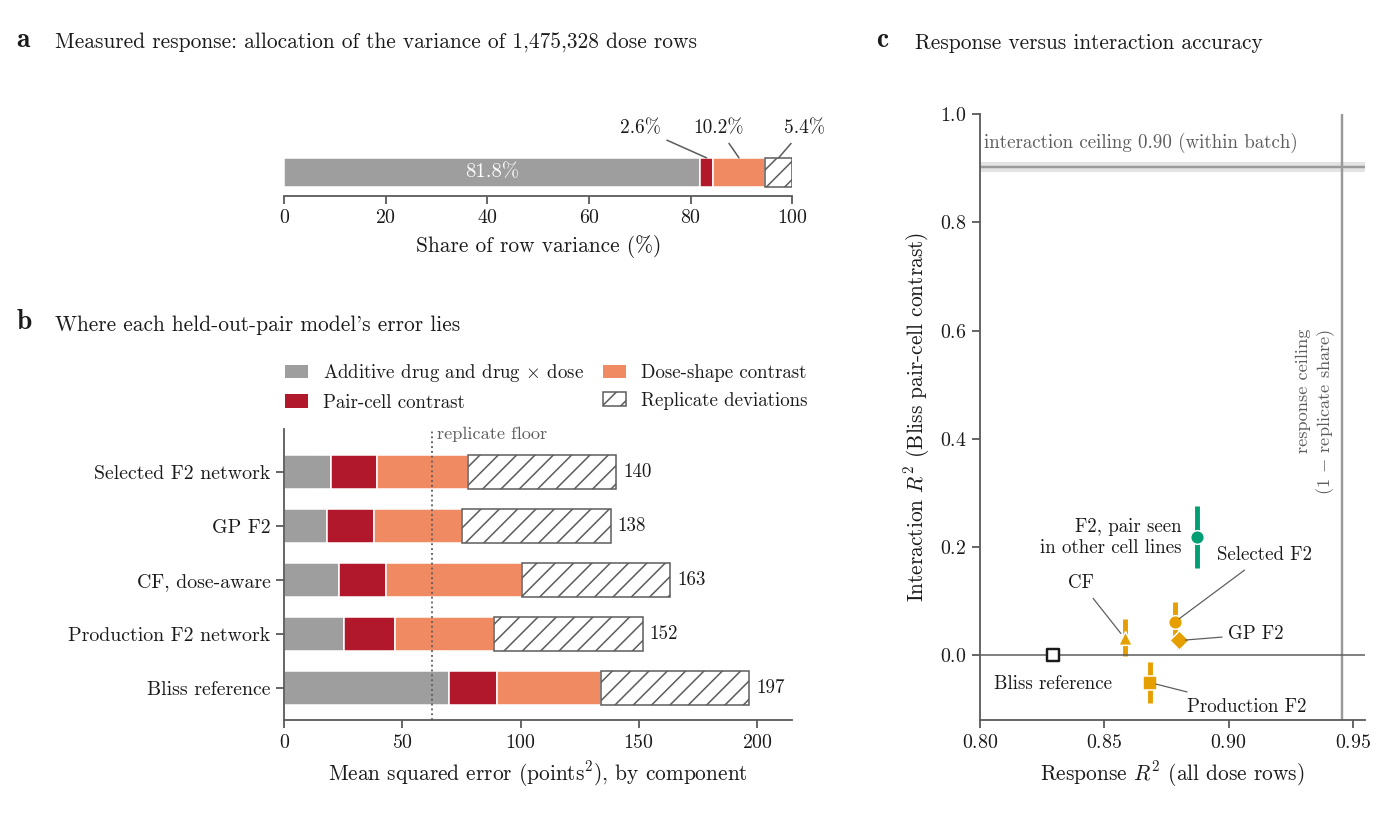 a Measured response: allocation of the variance of 1,475,328 dose rows
2.6% 10.2% 5.4%
81.8%
0 20 40 60 80 100
Share of row variance (%)
b Where each held-out-pair model's error lies
Additive drug and drug × dose
Dose-shape contrast
Pair-cell contrast
Replicate deviations
replicate floor
Selected F2 network 140
GP F2 138
CF, dose-aware 163
Production F2 network 152
Bliss reference 197
0 50 100 150 200
Mean squared error (points²), by component
c Response versus interaction accuracy
1.0
interaction ceiling 0.90 (within batch)
0.8
0.6
0.4
0.2
0.0
Interaction R² (Bliss pair-cell contrast)
response ceiling
(1 − replicate share)
F2, pair seen
in other cell lines
Selected F2
CF
GP F2
Bliss reference
Production F2
0.80 0.85 0.90 0.95
Response R² (all dose rows)